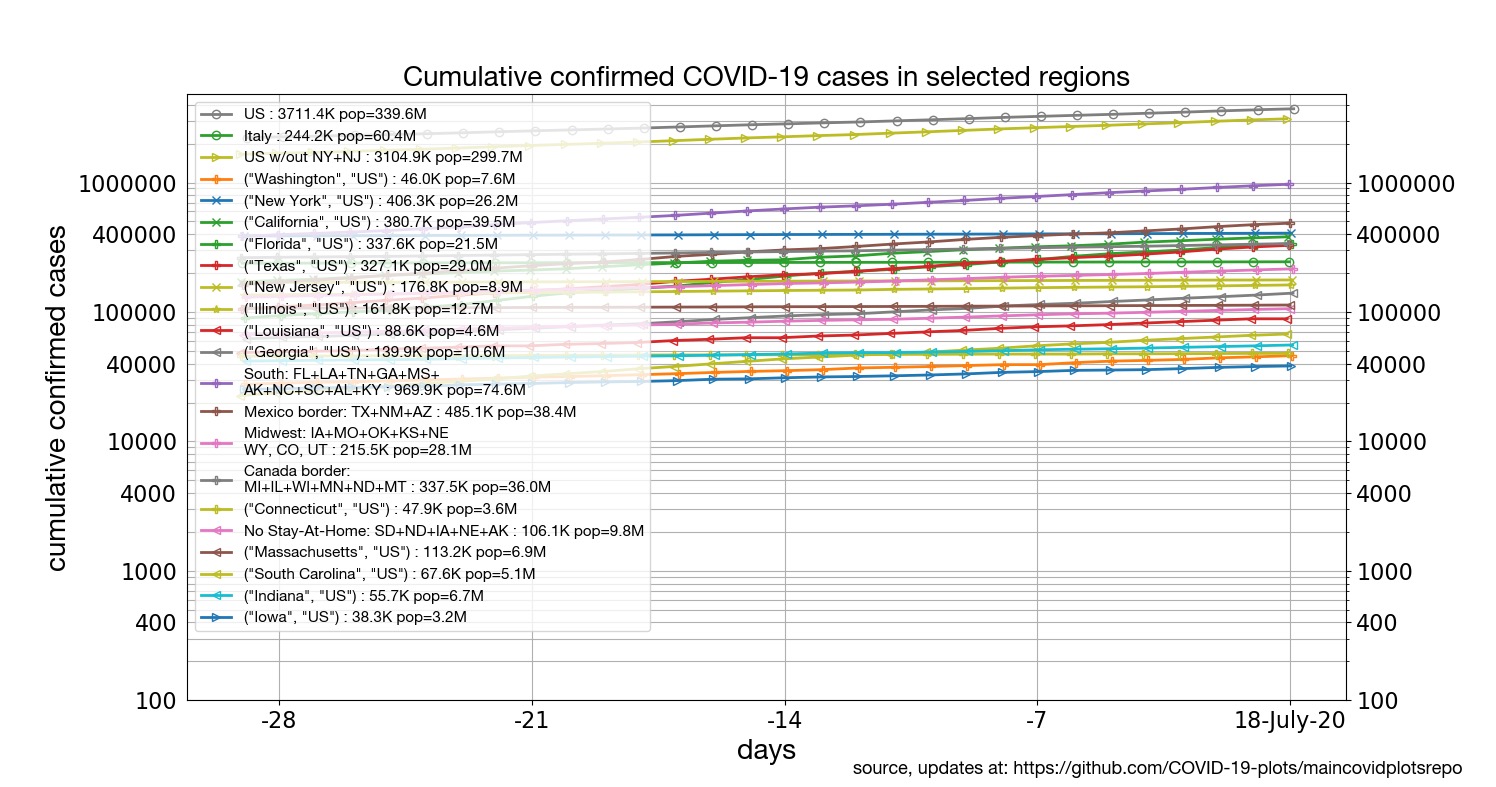 Cumulative confirmed COVID-19 cases in selected regions
US : 3711.4K pop=339.6M
Italy : 244.2K pop=60.4M
US w/out NY+NJ : 3104.9K pop=299.7M
("Washington", "US") : 46.0K pop=7.6M
("New York", "US") : 406.3K pop=26.2M
("California", "US") : 380.7K pop=39.5M
("Florida", "US") : 337.6K pop=21.5M
("Texas", "US") : 327.1K pop=29.0M
("New Jersey", "US") : 176.8K pop=8.9M
("Illinois", "US") : 161.8K pop=12.7M
("Louisiana", "US") : 88.6K pop=4.6M
("Georgia", "US") : 139.9K pop=10.6M
South: FL+LA+TN+GA+MS+
AK+NC+SC+AL+KY : 969.9K pop=74.6M
Mexico border: TX+NM+AZ : 485.1K pop=38.4M
Midwest: IA+MO+OK+KS+NE
WY, CO, UT : 215.5K pop=28.1M
Canada border:
MI+IL+WI+MN+ND+MT : 337.5K pop=36.0M
("Connecticut", "US") : 47.9K pop=3.6M
No Stay-At-Home: SD+ND+IA+NE+AK : 106.1K pop=9.8M
("Massachusetts", "US") : 113.2K pop=6.9M
("South Carolina", "US") : 67.6K pop=5.1M
("Indiana", "US") : 55.7K pop=6.7M
("Iowa", "US") : 38.3K pop=3.2M
cumulative confirmed cases
1000000
400000
100000
40000
10000
4000
1000
400
100
1000000
400000
100000
40000
10000
4000
1000
400
100
-28
-21
-14
-7
18-July-20
days
source, updates at: https://github.com/COVID-19-plots/maincovidplotsrepo